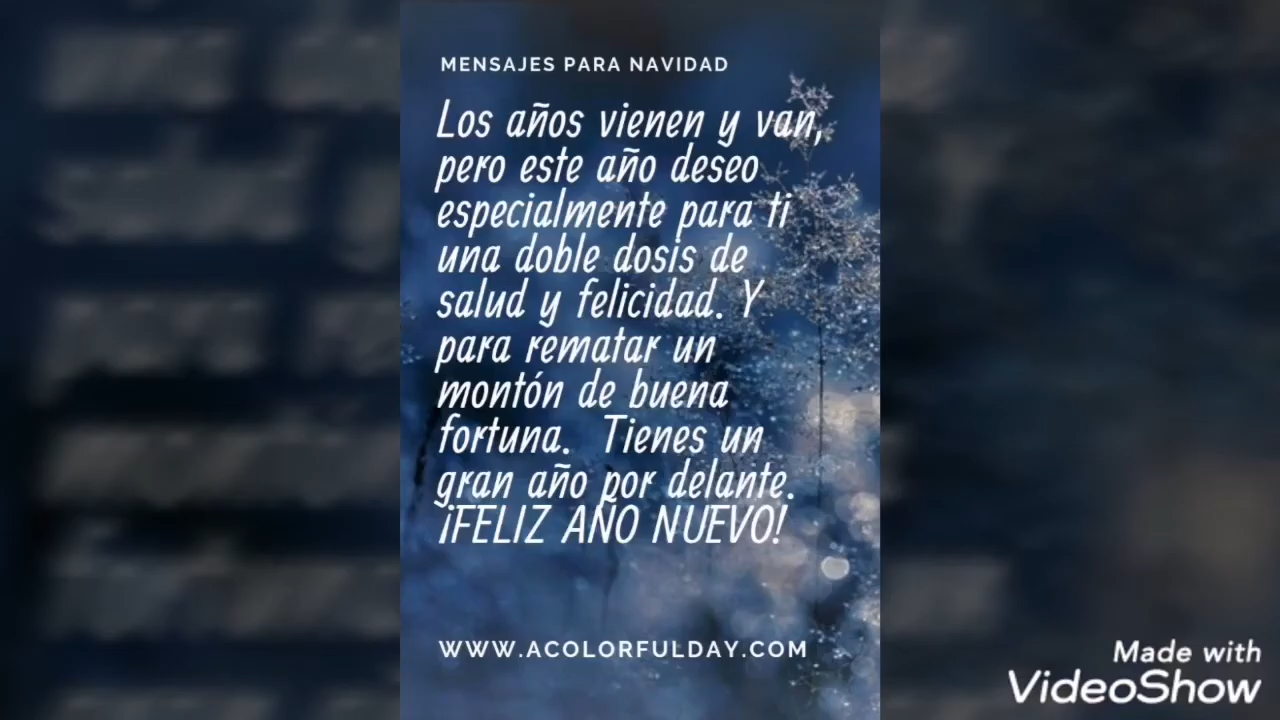 MENSAJES PARA NAVIDAD
Los años vienen y van,
pero este año deseo
especialmente para ti
una doble dosis de
salud y felicidad. Y
para rematar un
montón de buena
fortuna.  Tienes un
gran año por delante.
¡FELIZ AÑO NUEVO!
WWW.ACOLORFULDAY.COM
Made with
VideoShow